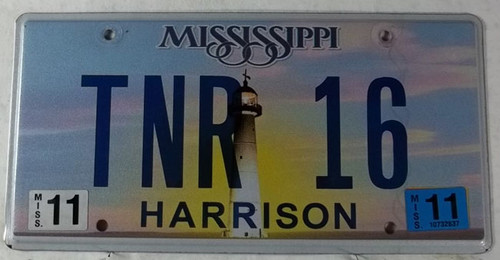 MISSISSIPPI
TNR 16
MISS. 11
HARRISON
MISS 11